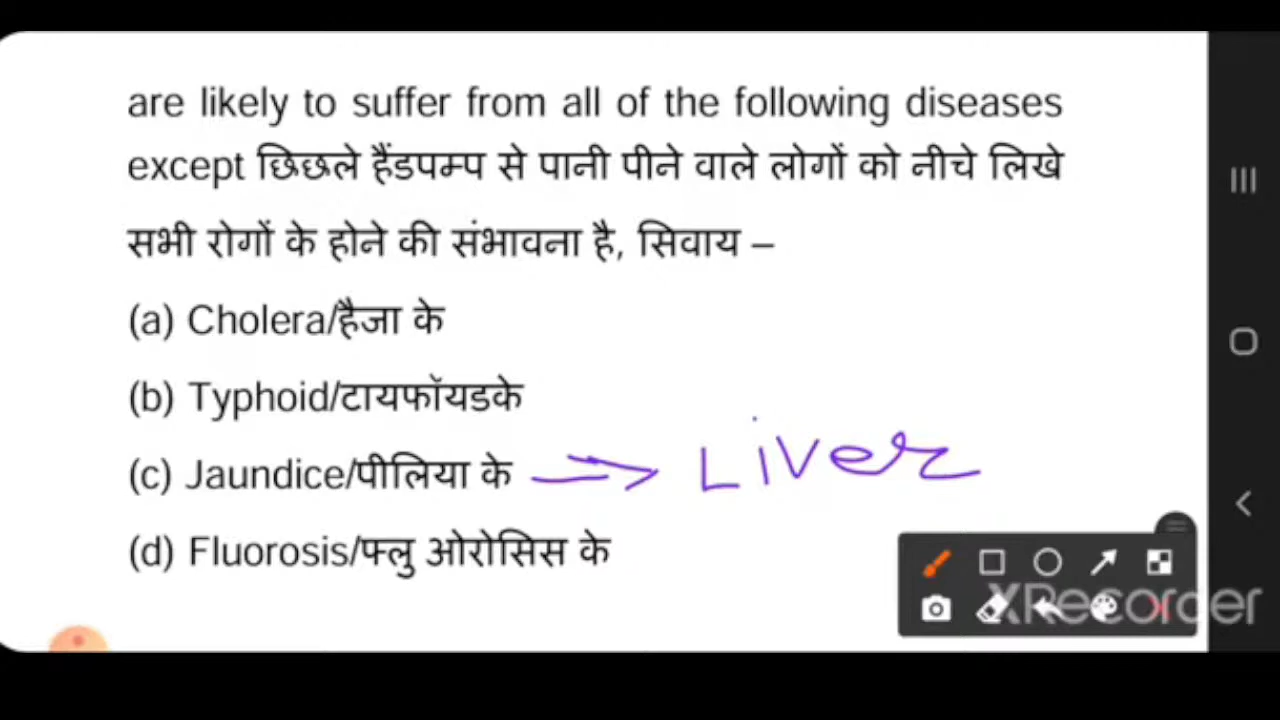 are likely to suffer from all of the following diseases
except छिछले हैंडपम्प से पानी पीने वाले लोगों को नीचे लिखे
सभी रोगों के होने की संभावना है, सिवाय –
(a) Cholera/हैजा के
(b) Typhoid/टायफॉयडके
(c) Jaundice/पीलिया के → Liver
(d) Fluorosis/फ्लु ओरोसिस के
XRecorder